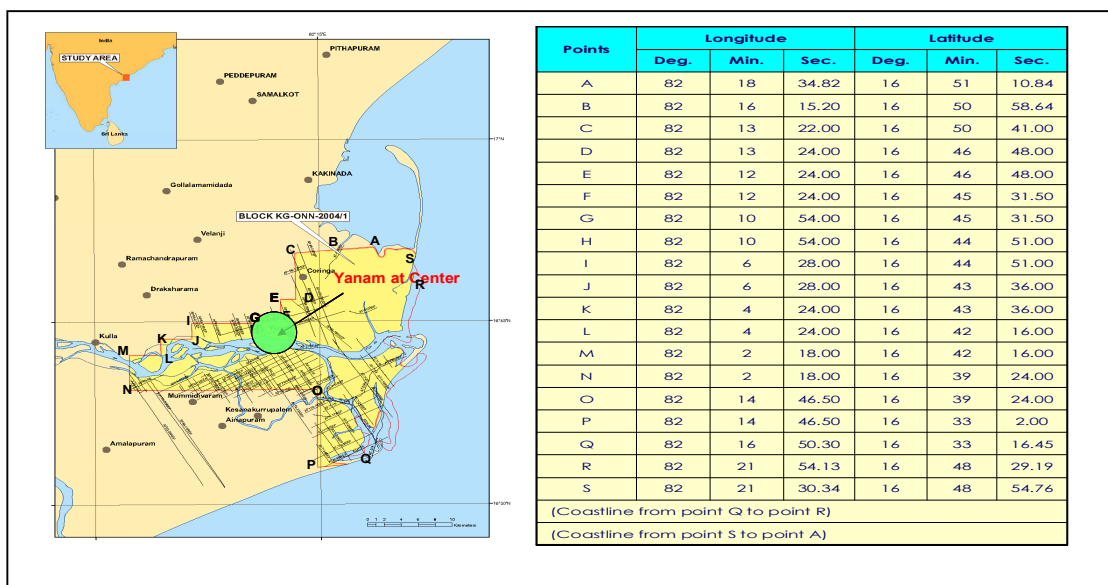 India
STUDY AREA
Sri Lanka
82°15'E
PITHAPURAM
PEDDEPURAM
SAMALKOT
17°N
KAKINADA
Gollalamamidada
BLOCK KG-ONN-2004/1
Velanji
B A
C S
Ramachandrapuram
Coringa
Yanam at Center
R
Draksharama
E D
F
I G
Kulla K J
M L
N
Mummidivaram
O
Kesanakurrupalem
Ainapuram
Amalapuram
P Q
0 1 2 4 6 8 10
Kilometers
Points Longitude Latitude
Deg. Min. Sec. Deg. Min. Sec.
A 82 18 34.82 16 51 10.84
B 82 16 15.20 16 50 58.64
C 82 13 22.00 16 50 41.00
D 82 13 24.00 16 46 48.00
E 82 12 24.00 16 46 48.00
F 82 12 24.00 16 45 31.50
G 82 10 54.00 16 45 31.50
H 82 10 54.00 16 44 51.00
I 82 6 28.00 16 44 51.00
J 82 6 28.00 16 43 36.00
K 82 4 24.00 16 43 36.00
L 82 4 24.00 16 42 16.00
M 82 2 18.00 16 42 16.00
N 82 2 18.00 16 39 24.00
O 82 14 46.50 16 39 24.00
P 82 14 46.50 16 33 2.00
Q 82 16 50.30 16 33 16.45
R 82 21 54.13 16 48 29.19
S 82 21 30.34 16 48 54.76
(Coastline from point Q to point R)
(Coastline from point S to point A)